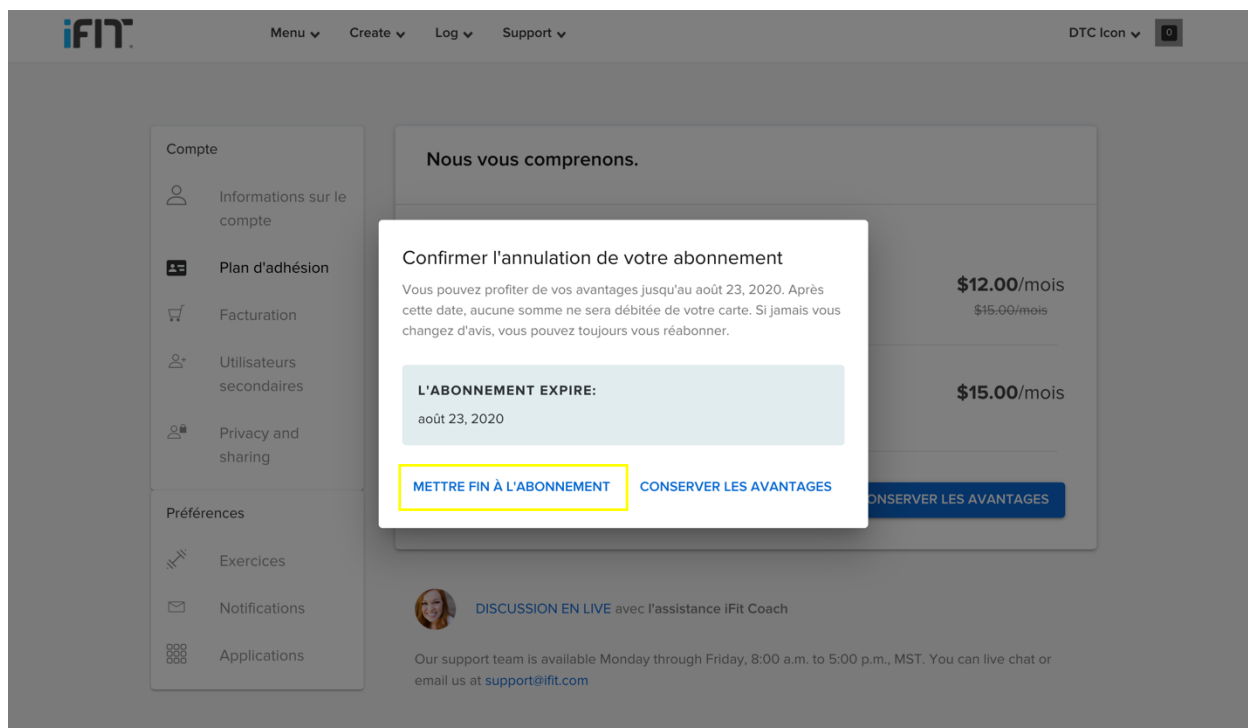 iFIT.
Menu
Create
Log
Support
DTC Icon
0
Compte
Informations sur le
compte
Plan d'adhésion
Facturation
Utilisateurs
secondaires
Privacy and
sharing
Préférences
Exercices
Notifications
Applications
Nous vous comprenons.
$12.00/mois
$15.00/mois
$15.00/mois
Confirmer l'annulation de votre abonnement
Vous pouvez profiter de vos avantages jusqu'au août 23, 2020. Après
cette date, aucune somme ne sera débitée de votre carte. Si jamais vous
changez d'avis, vous pouvez toujours vous réabonner.
L'ABONNEMENT EXPIRE:
août 23, 2020
METTRE FIN À L'ABONNEMENT
CONSERVER LES AVANTAGES
ONSERVER LES AVANTAGES
DISCUSSION EN LIVE avec l'assistance iFit Coach
Our support team is available Monday through Friday, 8:00 a.m. to 5:00 p.m., MST. You can live chat or
email us at support@ifit.com